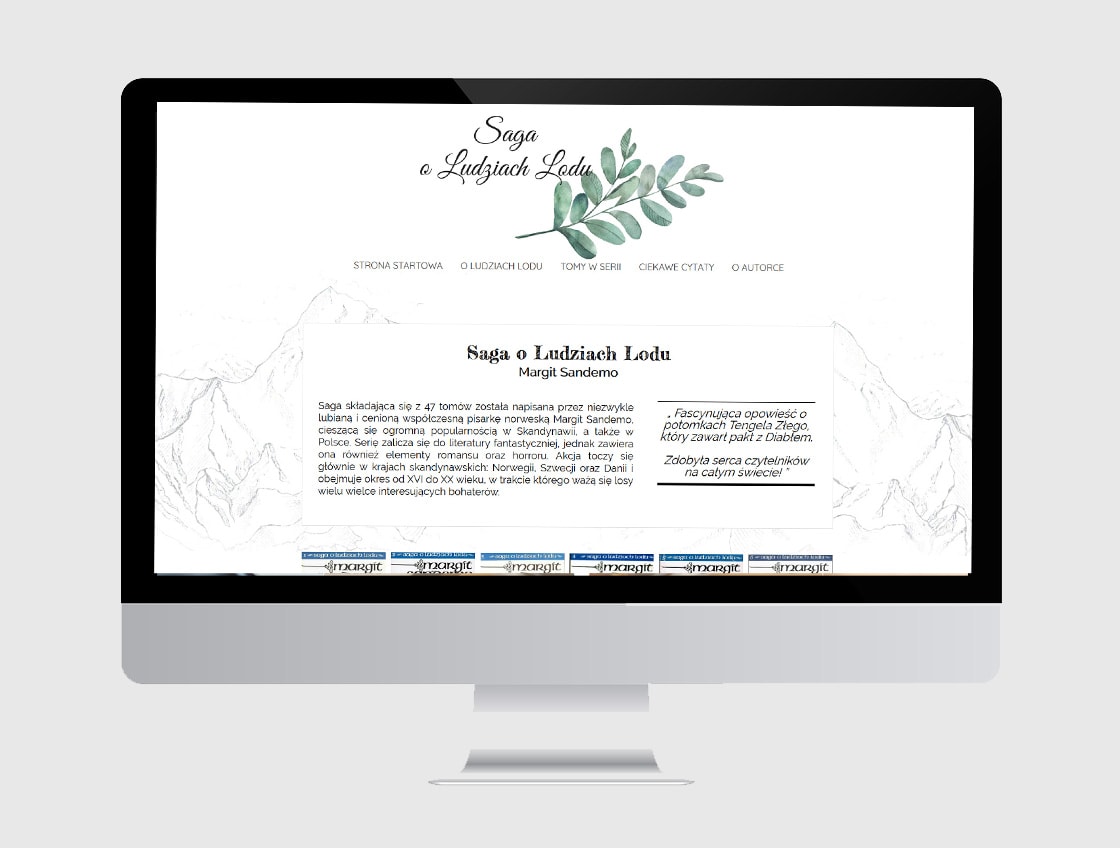 Saga
o Ludziach Lodu
STRONA STARTOWA O LUDZIACH LODU TOMY W SERII CIEKAWE CYTATY O AUTORCE
Saga o Ludziach Lodu
Margit Sandemo
Saga składająca się z 47 tomów została napisana przez niezwykle
lubianą i cenioną współczesną pisarkę norweską Margit Sandemo,
cieszącą się ogromną popularnością w Skandynawii, a także w
Polsce. Serię zalicza się do literatury fantastyczniej, jednak zawiera
ona również elementy romansu oraz horroru. Akcja toczy się
głównie w krajach skandynawskich: Norwegii, Szwecji oraz Danii i
obejmuje okres od XVI do XX wieku, w trakcie którego ważą się losy
wielu wielce interesujących bohaterów.
„ Fascynująca opowieść o
potomkach Tengela Złego,
który zawarł pakt z Diabłem.
Zdobyła serca czytelników
na całym świecie! ”
saga o ludziach lodu saga o ludziach lodu saga o ludziach lodu saga o ludziach lodu saga o ludziach lodu saga o ludziach lodu
margit margit margit margit margit margit